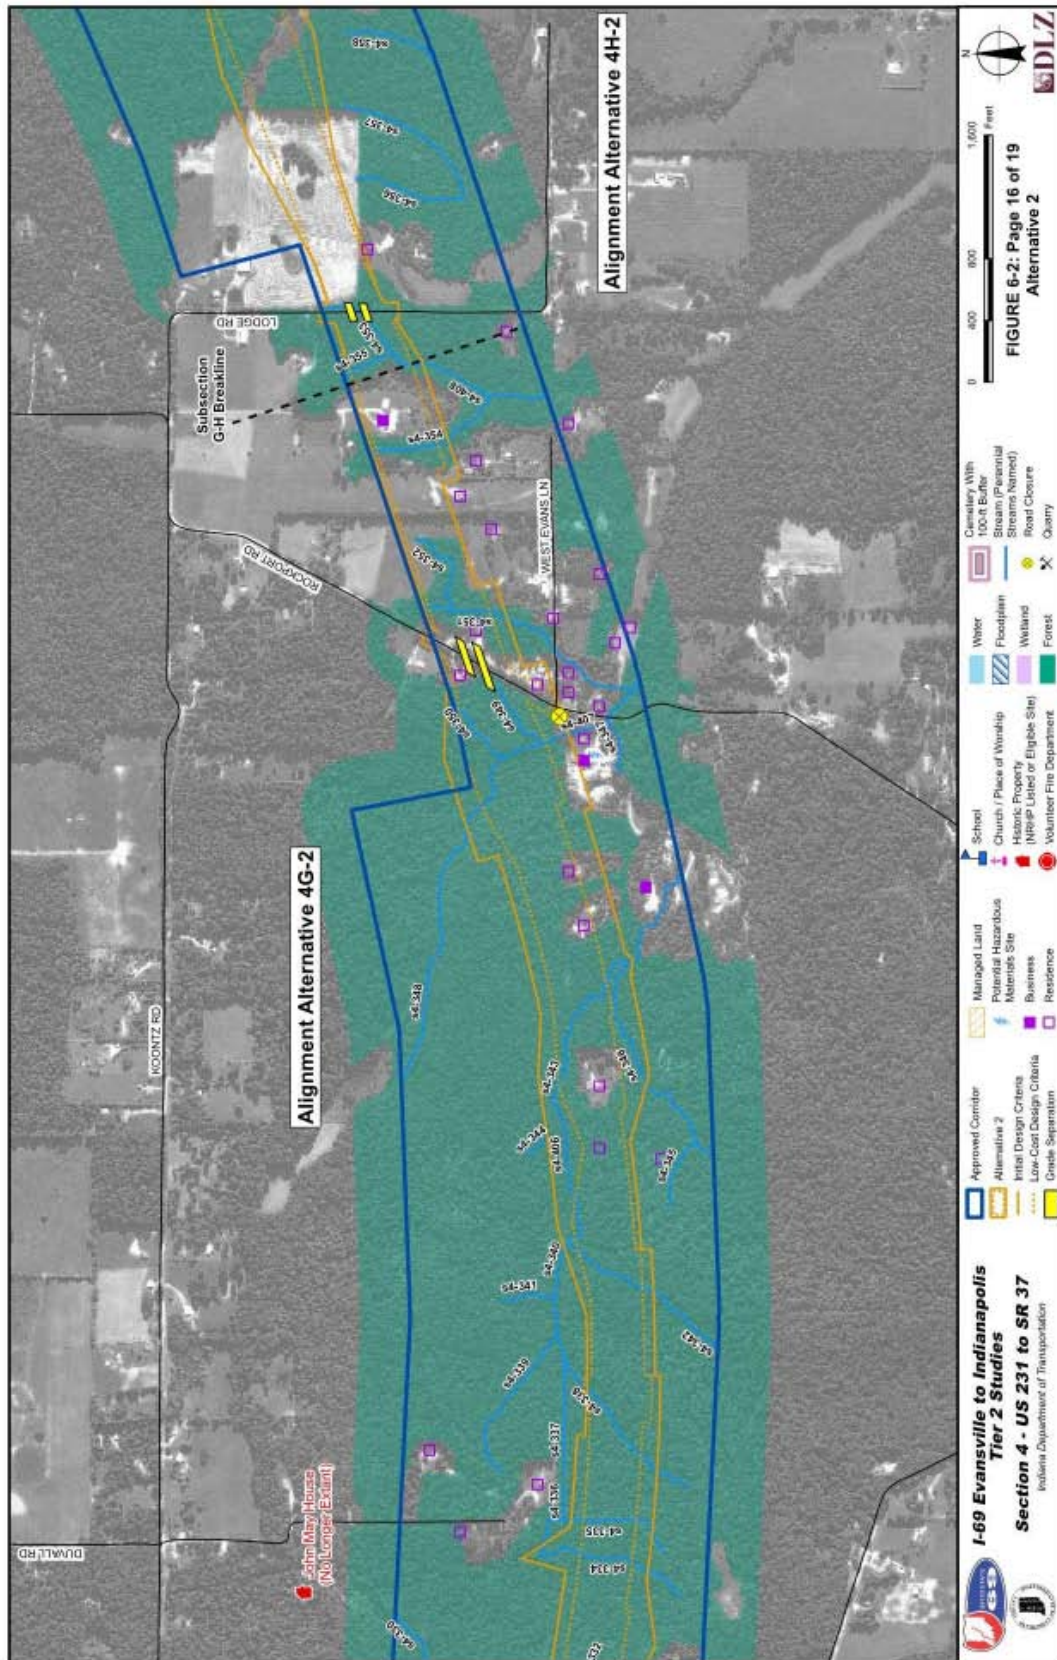 DUVALL RD
John May House
(No Longer Extant)
KOONTZ RD
Alignment Alternative 4G-2
ROCKPORT RD
Subsection
G-H Breakline
LODGE RD
WEST EVANS LN
Alignment Alternative 4H-2
s4-330
s4-334
s4-335
s4-336
s4-337
s4-339
s4-341
s4-342
s4-343
s4-344
s4-345
s4-346
s4-406
s4-348
s4-349
s4-350
s4-351
s4-352
s4-407
s4-354
s4-408
s4-353
s4-355
s4-356
s4-357
s4-358
I-69 Evansville to Indianapolis
Tier 2 Studies
Section 4 - US 231 to SR 37
Indiana Department of Transportation
Approved Corridor
Alternative 2
Initial Design Criteria
Low-Cost Design Criteria
Grade Separation
Managed Land
Potential Hazardous
Materials Site
Business
Residence
School
Church / Place of Worship
Historic Property
(NRHP Listed or Eligible Site)
Volunteer Fire Department
Water
Floodplain
Wetland
Forest
Cemetery With
100-ft Buffer
Stream (Perennial
Streams Named)
Road Closure
Quarry
0 400 800 1,600
Feet
FIGURE 6-2: Page 16 of 19
Alternative 2
N
DLZ